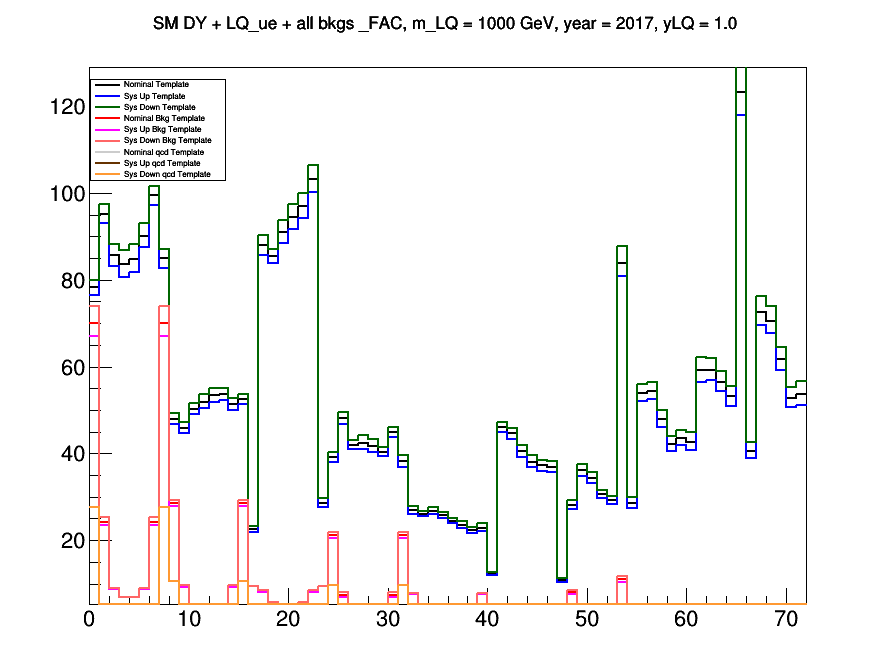 SM DY + LQ_ue + all bkgs _FAC, m_LQ = 1000 GeV, year = 2017, yLQ = 1.0
Nominal Template
Sys Up Template
Sys Down Template
Nominal Bkg Template
Sys Up Bkg Template
Sys Down Bkg Template
Nominal qcd Template
Sys Up qcd Template
Sys Down qcd Template
120
100
80
60
40
20
0 10 20 30 40 50 60 70